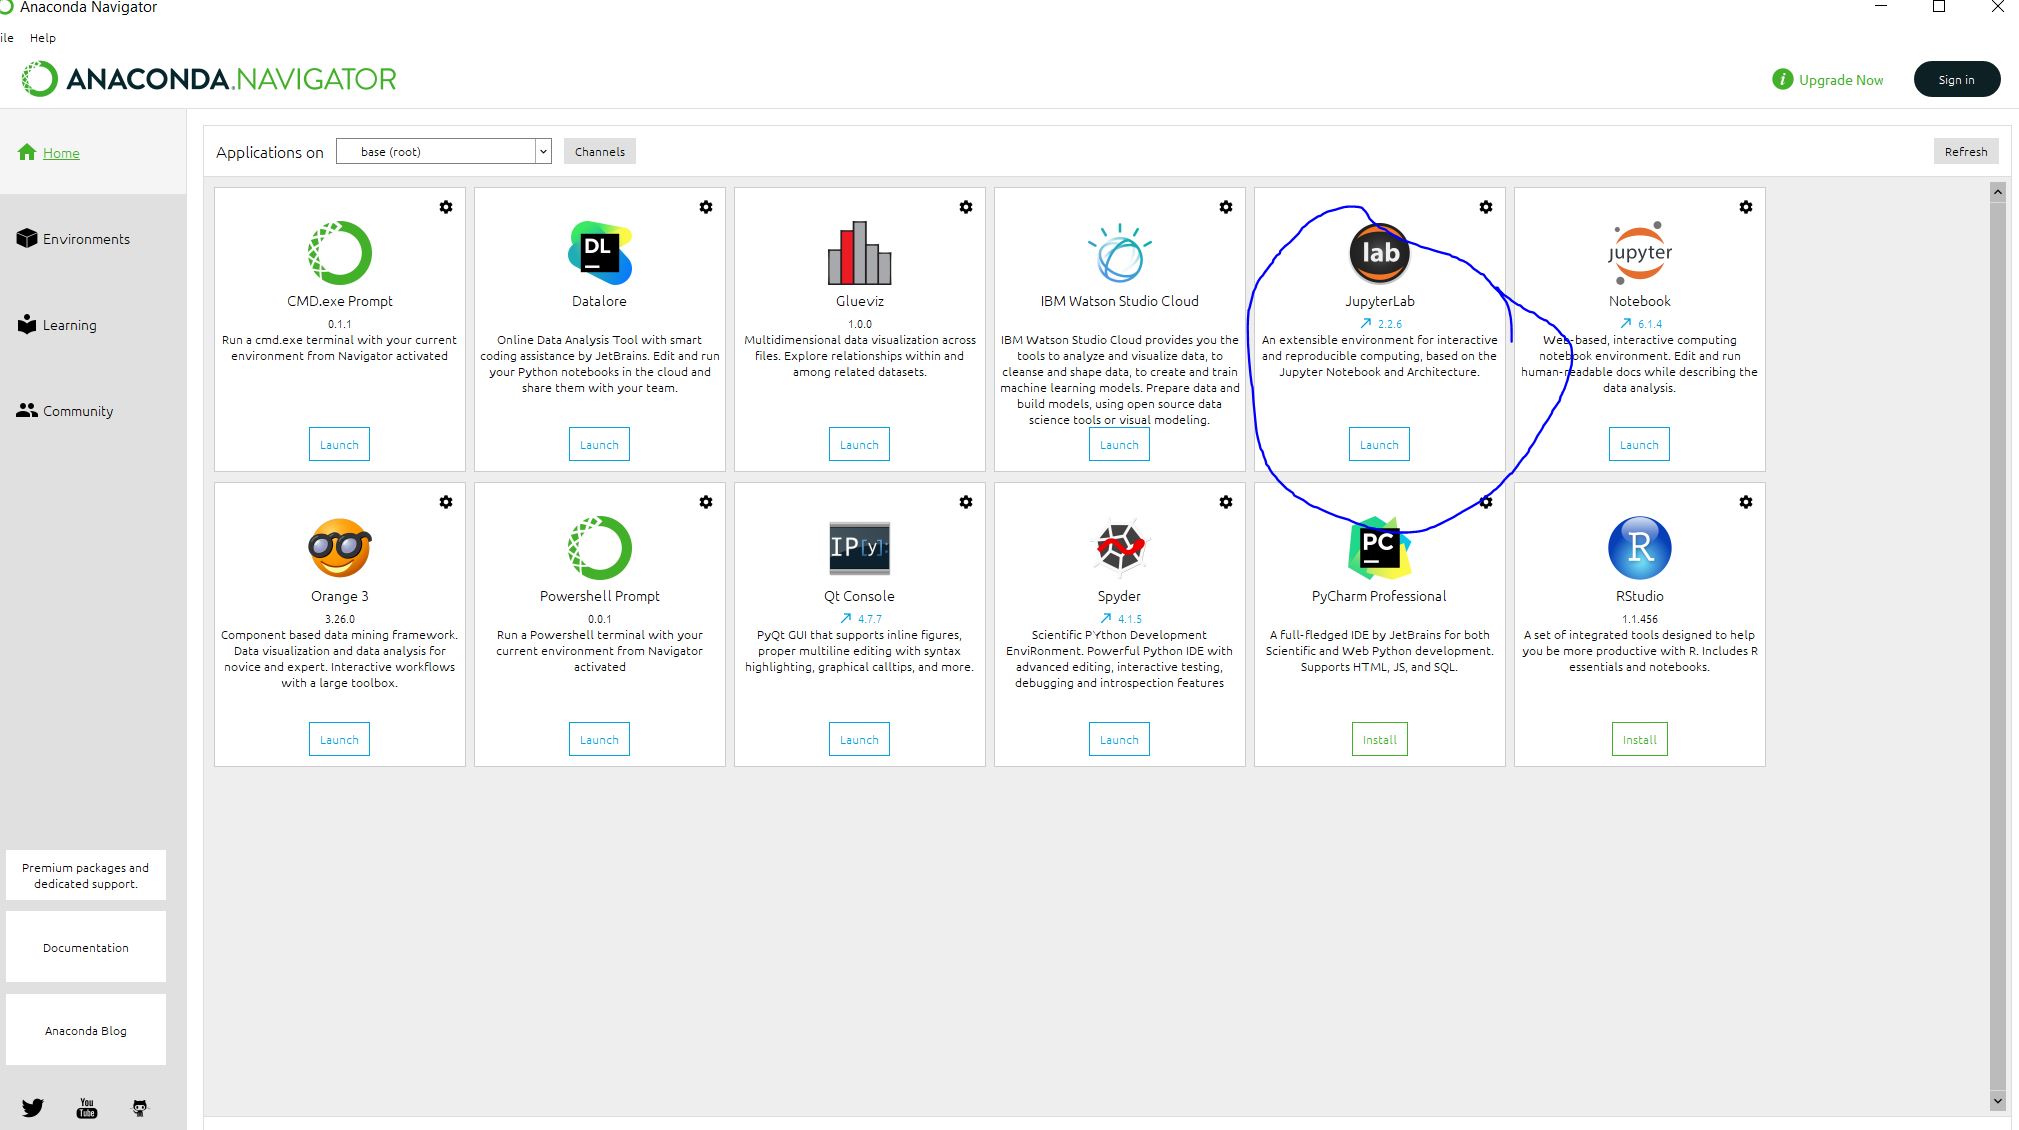 Anaconda Navigator
ile Help
ANACONDA.NAVIGATOR
Upgrade Now
Sign in
Home
Environments
Learning
Community
Premium packages and
dedicated support.
Documentation
Anaconda Blog
You
Tube
Applications on base (root) Channels
Refresh
CMD.exe Prompt
0.1.1
Run a cmd.exe terminal with your current
environment from Navigator activated
Launch
DL
Datalore
Online Data Analysis Tool with smart
coding assistance by JetBrains. Edit and run
your Python notebooks in the cloud and
share them with your team.
Launch
Glueviz
1.0.0
Multidimensional data visualization across
files. Explore relationships within and
among related datasets.
Launch
IBM Watson Studio Cloud
IBM Watson Studio Cloud provides you the
tools to analyze and visualize data, to
cleanse and shape data, to create and train
machine learning models. Prepare data and
build models, using open source data
science tools or visual modeling.
Launch
lab
JupyterLab
2.2.6
An extensible environment for interactive
and reproducible computing, based on the
Jupyter Notebook and Architecture.
Launch
jupyter
Notebook
6.1.4
Web-based, interactive computing
notebook environment. Edit and run
human-readable docs while describing the
data analysis.
Launch
Orange 3
3.26.0
Component based data mining framework.
Data visualization and data analysis for
novice and expert. Interactive workflows
with a large toolbox.
Launch
Powershell Prompt
0.0.1
Run a Powershell terminal with your
current environment from Navigator
activated
Launch
IP[y]:
Qt Console
4.7.7
PyQt GUI that supports inline figures,
proper multiline editing with syntax
highlighting, graphical calltips, and more.
Launch
Spyder
4.1.5
Scientific PYthon Development
EnviRonment. Powerful Python IDE with
advanced editing, interactive testing,
debugging and introspection features
Launch
PC
PyCharm Professional
A full-fledged IDE by JetBrains for both
Scientific and Web Python development.
Supports HTML, JS, and SQL.
Install
R
RStudio
1.1.456
A set of integrated tools designed to help
you be more productive with R. Includes R
essentials and notebooks.
Install